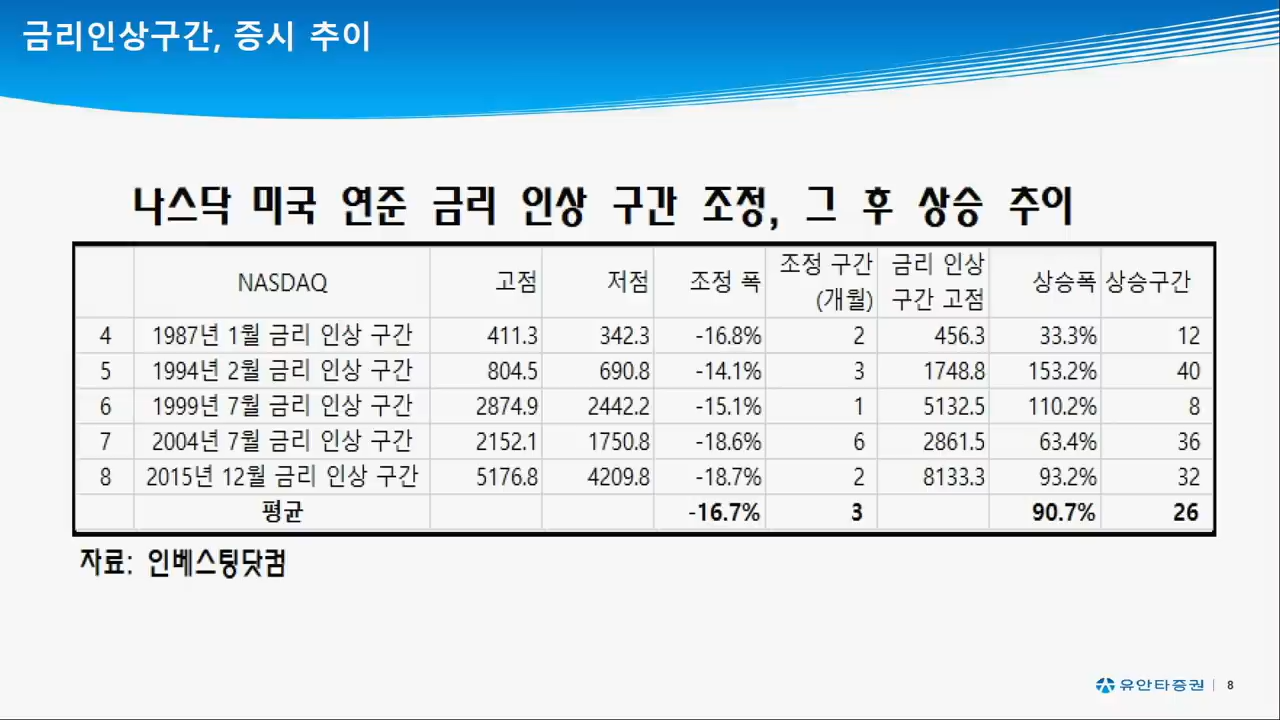 금리인상구간, 증시 추이
나스닥 미국 연준 금리 인상 구간 조정, 그 후 상승 추이
NASDAQ 고점 저점 조정 폭 조정 구간 (개월) 금리 인상 구간 고점 상승폭 상승구간
4 1987년 1월 금리 인상 구간 411.3 342.3 -16.8% 2 456.3 33.3% 12
5 1994년 2월 금리 인상 구간 804.5 690.8 -14.1% 3 1748.8 153.2% 40
6 1999년 7월 금리 인상 구간 2874.9 2442.2 -15.1% 1 5132.5 110.2% 8
7 2004년 7월 금리 인상 구간 2152.1 1750.8 -18.6% 6 2861.5 63.4% 36
8 2015년 12월 금리 인상 구간 5176.8 4209.8 -18.7% 2 8133.3 93.2% 32
평균 -16.7% 3 90.7% 26
자료: 인베스팅닷컴
유안타증권 | 8